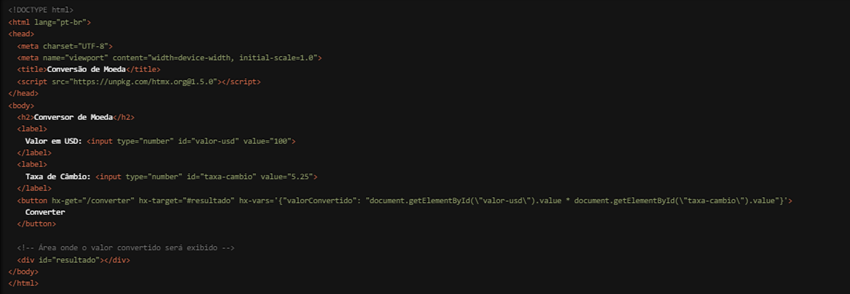 <!DOCTYPE html>
<html lang="pt-br">
<head>
  <meta charset="UTF-8">
  <meta name="viewport" content="width=device-width, initial-scale=1.0">
  <title>Conversão de Moeda</title>
  <script src="https://unpkg.com/htmx.org@1.5.0"></script>
</head>
<body>
  <h2>Conversor de Moeda</h2>
  <label>
    Valor em USD: <input type="number" id="valor-usd" value="100">
  </label>
  <label>
    Taxa de Câmbio: <input type="number" id="taxa-cambio" value="5.25">
  </label>
  <button hx-get="/converter" hx-target="#resultado" hx-vars='{"valorConvertido": "document.getElementById(\"valor-usd\").value * document.getElementById(\"taxa-cambio\").value"}'>
    Converter
  </button>

  <!-- Área onde o valor convertido será exibido -->
  <div id="resultado"></div>
</body>
</html>